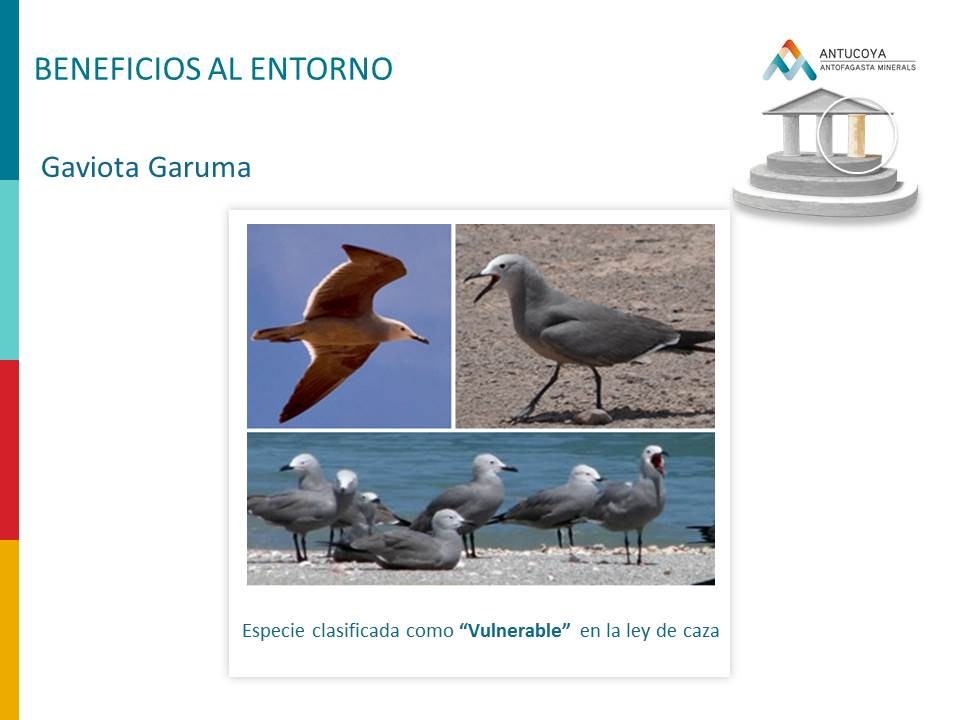 BENEFICIOS AL ENTORNO
ANTUCOYA
ANTOFAGASTA MINERALS
Gaviota Garuma
Especie clasificada como “Vulnerable” en la ley de caza